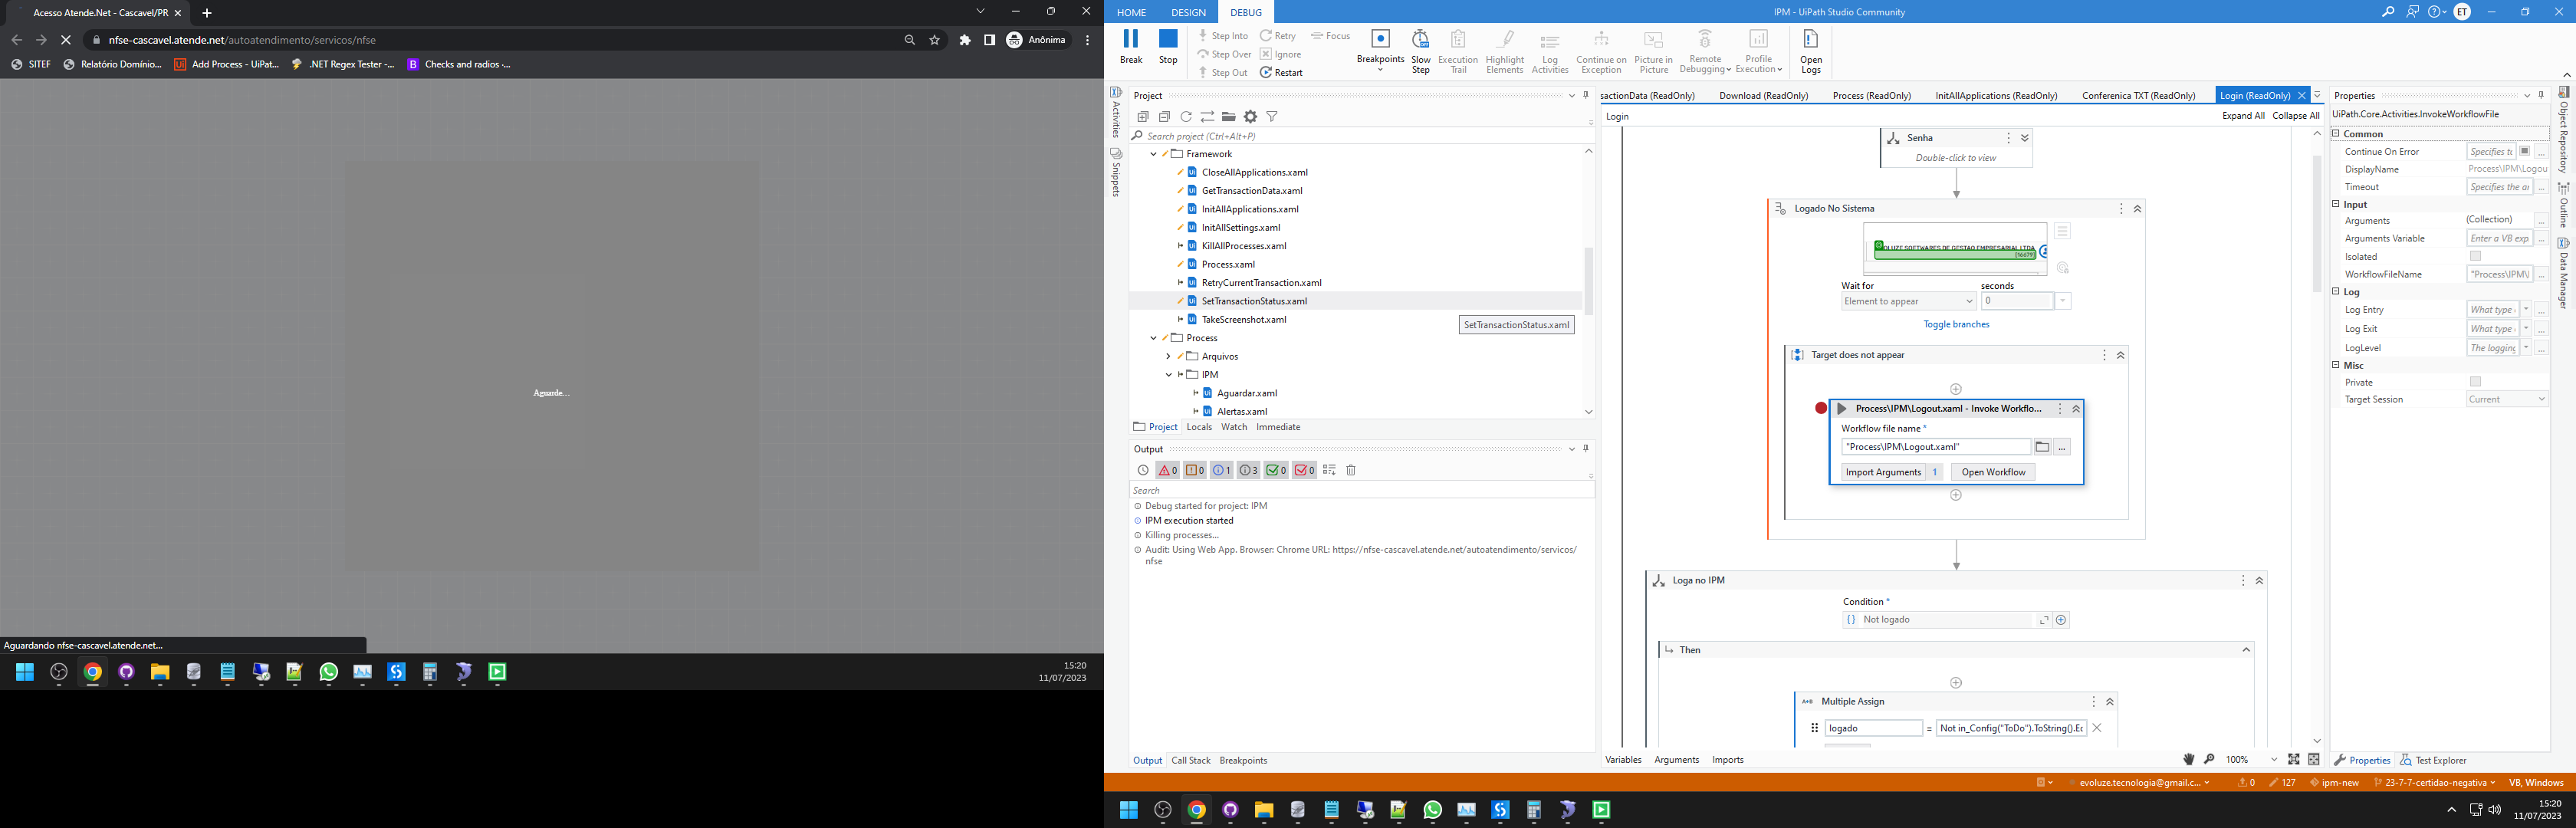 Acesso Atende.Net - Cascavel/PR
nfse-cascavel.atende.net/autoatendimento/servicos/nfse
Anônima
SITEF
Relatório Domínio...
Add Process - UiPat...
.NET Regex Tester -...
Checks and radios ·...
Aguarde...
Aguardando nfse-cascavel.atende.net...
15:20
11/07/2023
HOME
DESIGN
DEBUG
IPM - UiPath Studio Community
ET
Break
Stop
Step Into
Step Over
Step Out
Retry
Ignore
Restart
Focus
Breakpoints
Slow
Step
Execution
Trail
Highlight
Elements
Log
Activities
Continue on
Exception
Picture in
Picture
Remote
Debugging
Profile
Execution
Open
Logs
Activities
Snippets
Project
Search project (Ctrl+Alt+P)
Framework
CloseAllApplications.xaml
GetTransactionData.xaml
InitAllApplications.xaml
InitAllSettings.xaml
KillAllProcesses.xaml
Process.xaml
RetryCurrentTransaction.xaml
SetTransactionStatus.xaml
TakeScreenshot.xaml
SetTransactionStatus.xaml
Process
Arquivos
IPM
Aguardar.xaml
Alertas.xaml
Project
Locals
Watch
Immediate
Output
0
0
1
3
0
0
Search
Debug started for project: IPM
IPM execution started
Killing processes...
Audit: Using Web App. Browser: Chrome URL: https://nfse-cascavel.atende.net/autoatendimento/servicos/
nfse
Output
Call Stack
Breakpoints
sactionData (ReadOnly)
Download (ReadOnly)
Process (ReadOnly)
InitAllApplications (ReadOnly)
Conferenica TXT (ReadOnly)
Login (ReadOnly)
Login
Expand All
Collapse All
Senha
Double-click to view
Logado No Sistema
OLUZE SOFTWARES DE GESTAO EMPRESARIAL LTDA
Wait for
seconds
Element to appear
0
Toggle branches
Target does not appear
Process\IPM\Logout.xaml - Invoke Workflo...
Workflow file name *
"Process\IPM\Logout.xaml"
...
Import Arguments
1
Open Workflow
Loga no IPM
Condition *
Not logado
Then
A+B
Multiple Assign
logado
=
Not in_Config("ToDo").ToString().Ec
Variables
Arguments
Imports
100%
Properties
UiPath.Core.Activities.InvokeWorkflowFile
Common
Continue On Error
Specifies to
DisplayName
Process\IPM\Logou
Timeout
Specifies the ar
Input
Arguments
(Collection)
Arguments Variable
Enter a VB exp
Isolated
WorkflowFileName
"Process\IPM\
Log
Log Entry
What type
Log Exit
What type
LogLevel
The logging
Misc
Private
Target Session
Current
Properties
Test Explorer
Object Repository
Outline
Data Manager
evoluze.tecnologia@gmail.c...
0
127
ipm-new
23-7-7-certidao-negativa
VB, Windows
15:20
11/07/2023